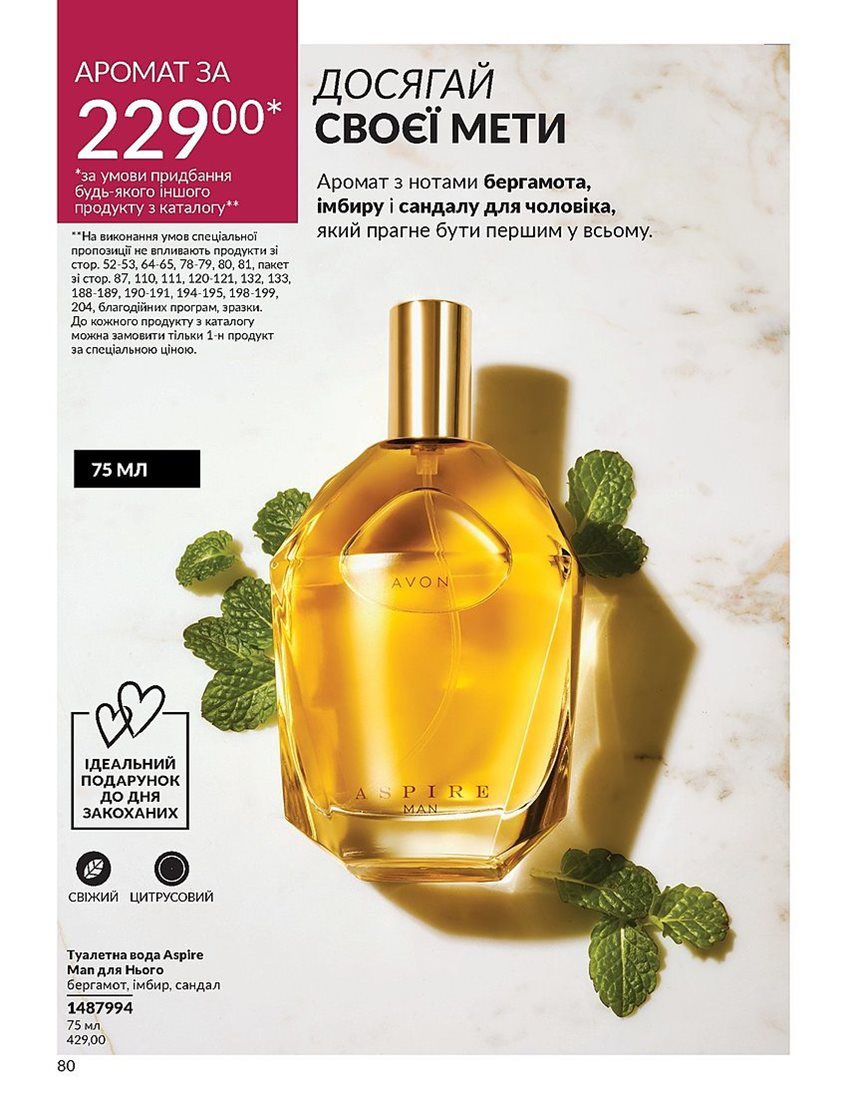 АРОМАТ ЗА
229⁰⁰*
*за умови придбання
будь-якого іншого
продукту з каталогу**
**На виконання умов спеціальної
пропозиції не впливають продукти зі
стор. 52-53, 64-65, 78-79, 80, 81, пакет
зі стор. 87, 110, 111, 120-121, 132, 133,
188-189, 190-191, 194-195, 198-199,
204, благодійних програм, зразки.
До кожного продукту з каталогу
можна замовити тільки 1-н продукт
за спеціальною ціною.
ДОСЯГАЙ
СВОЄЇ МЕТИ
Аромат з нотами бергамота,
імбиру і сандалу для чоловіка,
який прагне бути першим у всьому.
75 МЛ
AVON
ASPIRE
MAN
ІДЕАЛЬНИЙ
ПОДАРУНОК
ДО ДНЯ
ЗАКОХАНИХ
СВІЖИЙ ЦИТРУСОВИЙ
Туалетна вода Aspire
Man для Нього
бергамот, імбир, сандал
1487994
75 мл
429,00
80